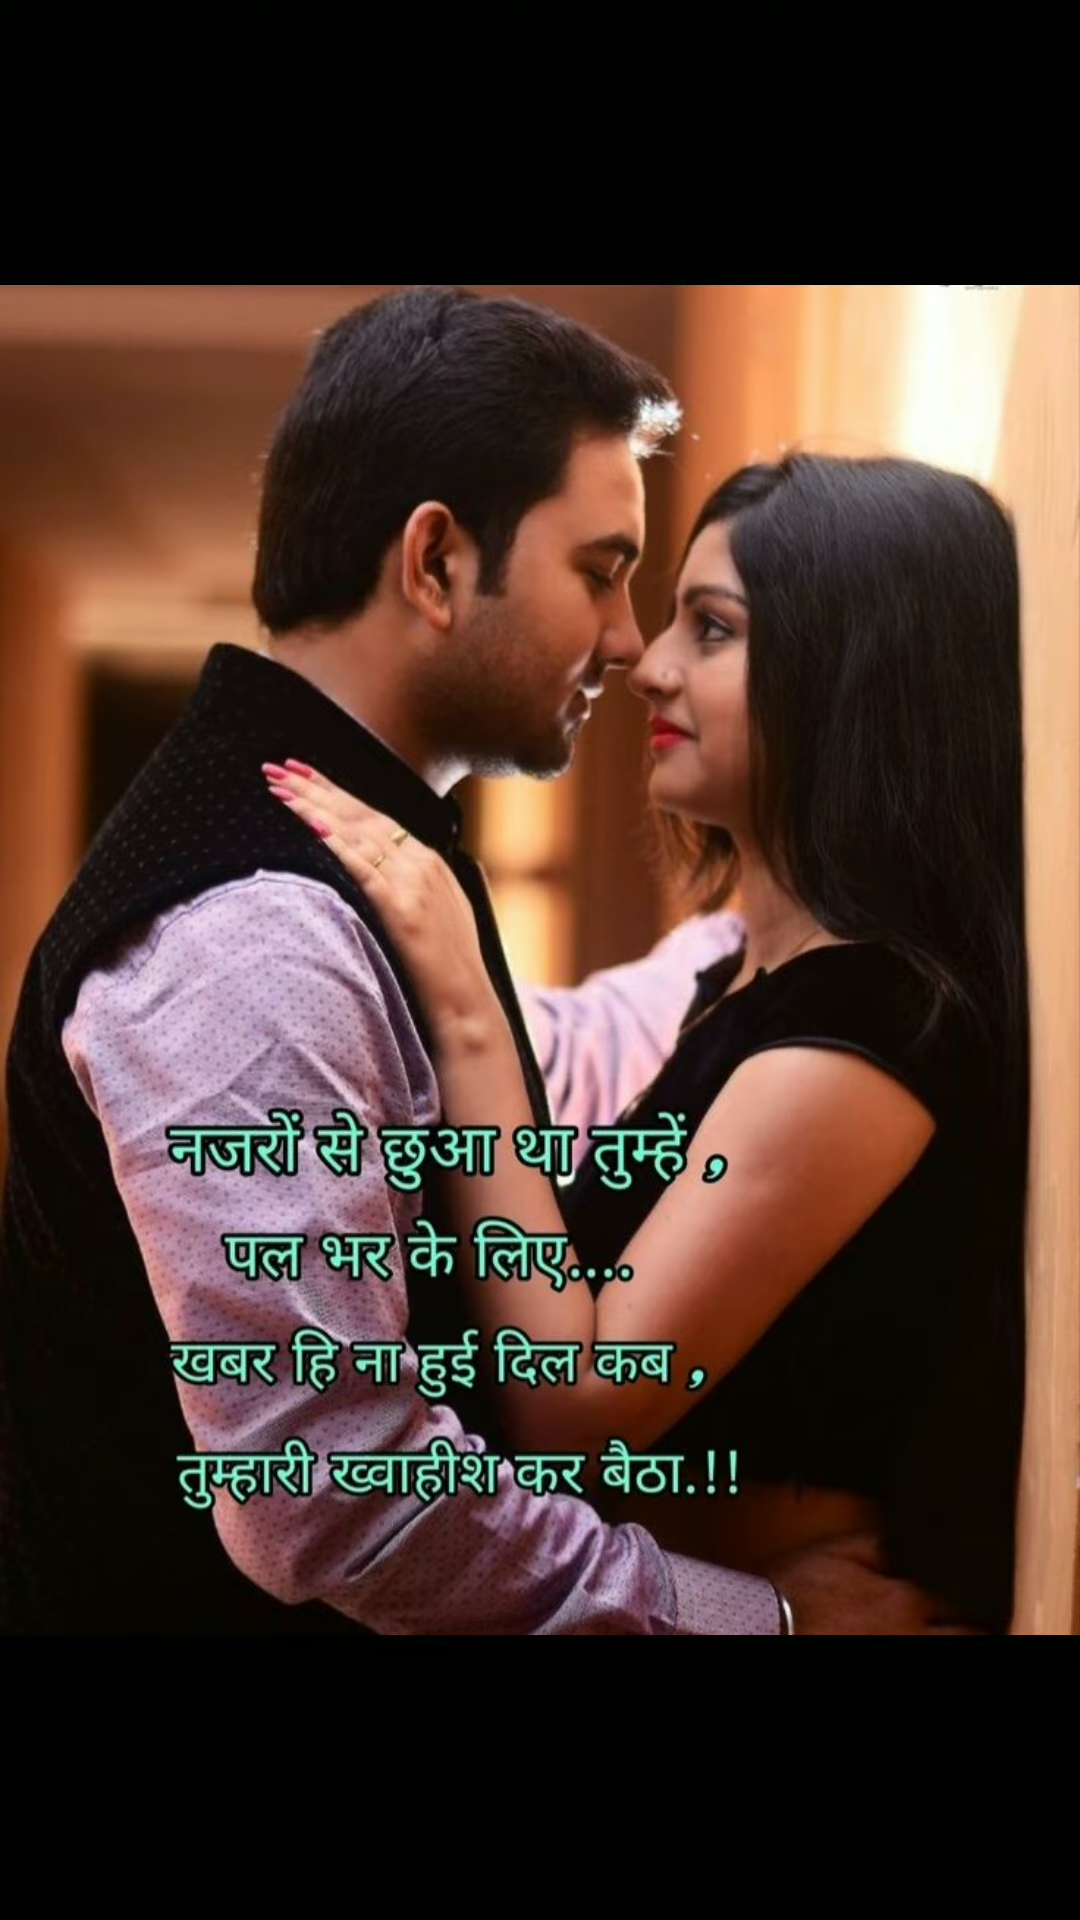 नजरों से छुआ था तुम्हें ,
पल भर के लिए....
खबर हि ना हुई दिल कब ,
तुम्हारी ख्वाहीश कर बैठा.!!